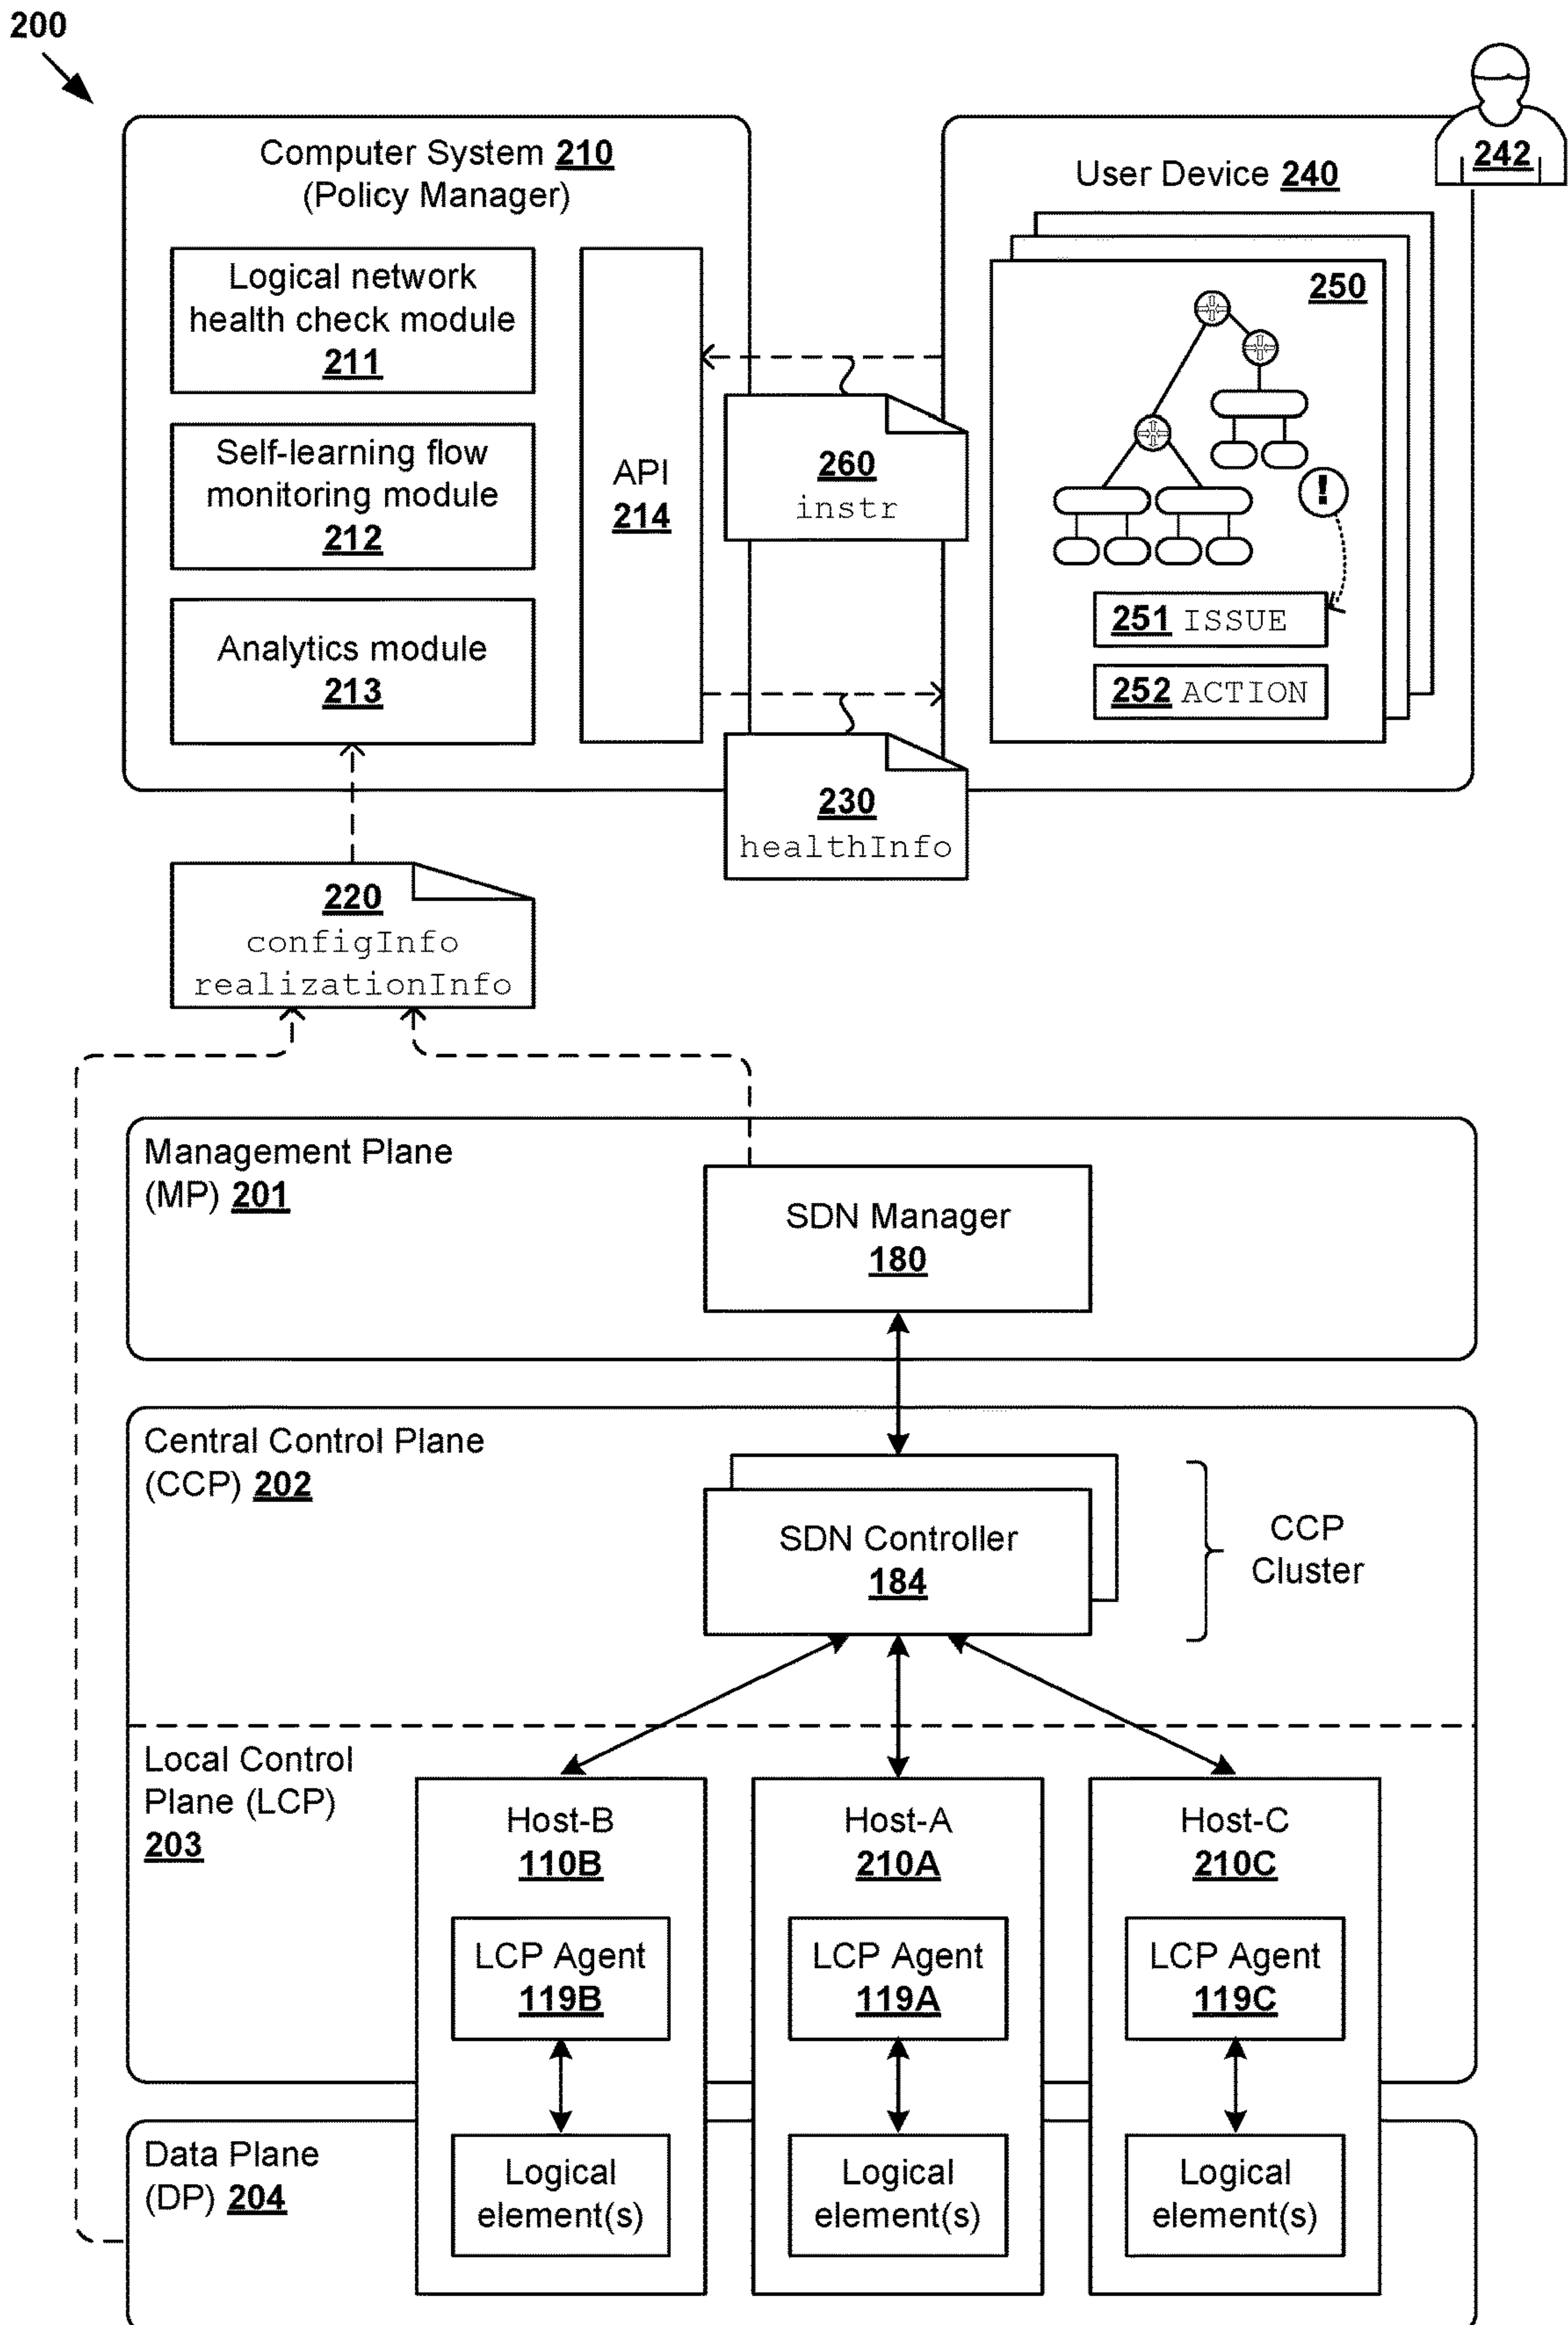 200
Computer System 210
(Policy Manager)
Logical network
health check module
211
Self-learning flow
monitoring module
212
Analytics module
213
API
214
260
instr
230
healthInfo
User Device 240
242
250
!
251 ISSUE
252 ACTION
220
configInfo
realizationInfo
Management Plane
(MP) 201
SDN Manager
180
Central Control Plane
(CCP) 202
SDN Controller
184
CCP
Cluster
Local Control
Plane (LCP)
203
Host-B
110B
LCP Agent
119B
Host-A
210A
LCP Agent
119A
Host-C
210C
LCP Agent
119C
Data Plane
(DP) 204
Logical
element(s)
Logical
element(s)
Logical
element(s)